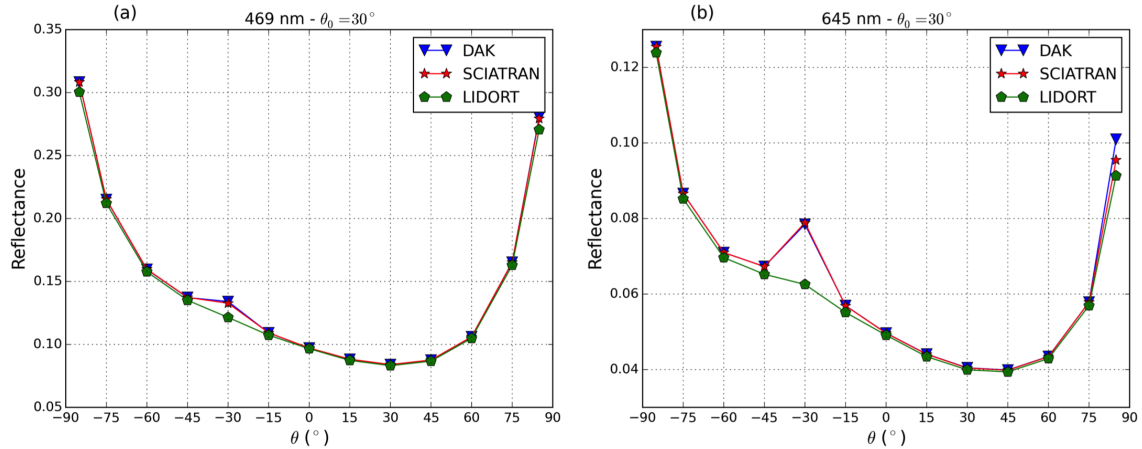 (a)
469 nm - θ₀ =30°
0.35
0.30
0.25
0.20
0.15
0.10
0.05
Reflectance
DAK
SCIATRAN
LIDORT
−90 −75 −60 −45 −30 −15 0 15 30 45 60 75 90
θ (°)
(b)
645 nm - θ₀ =30°
0.12
0.10
0.08
0.06
0.04
Reflectance
DAK
SCIATRAN
LIDORT
−90 −75 −60 −45 −30 −15 0 15 30 45 60 75 90
θ (°)